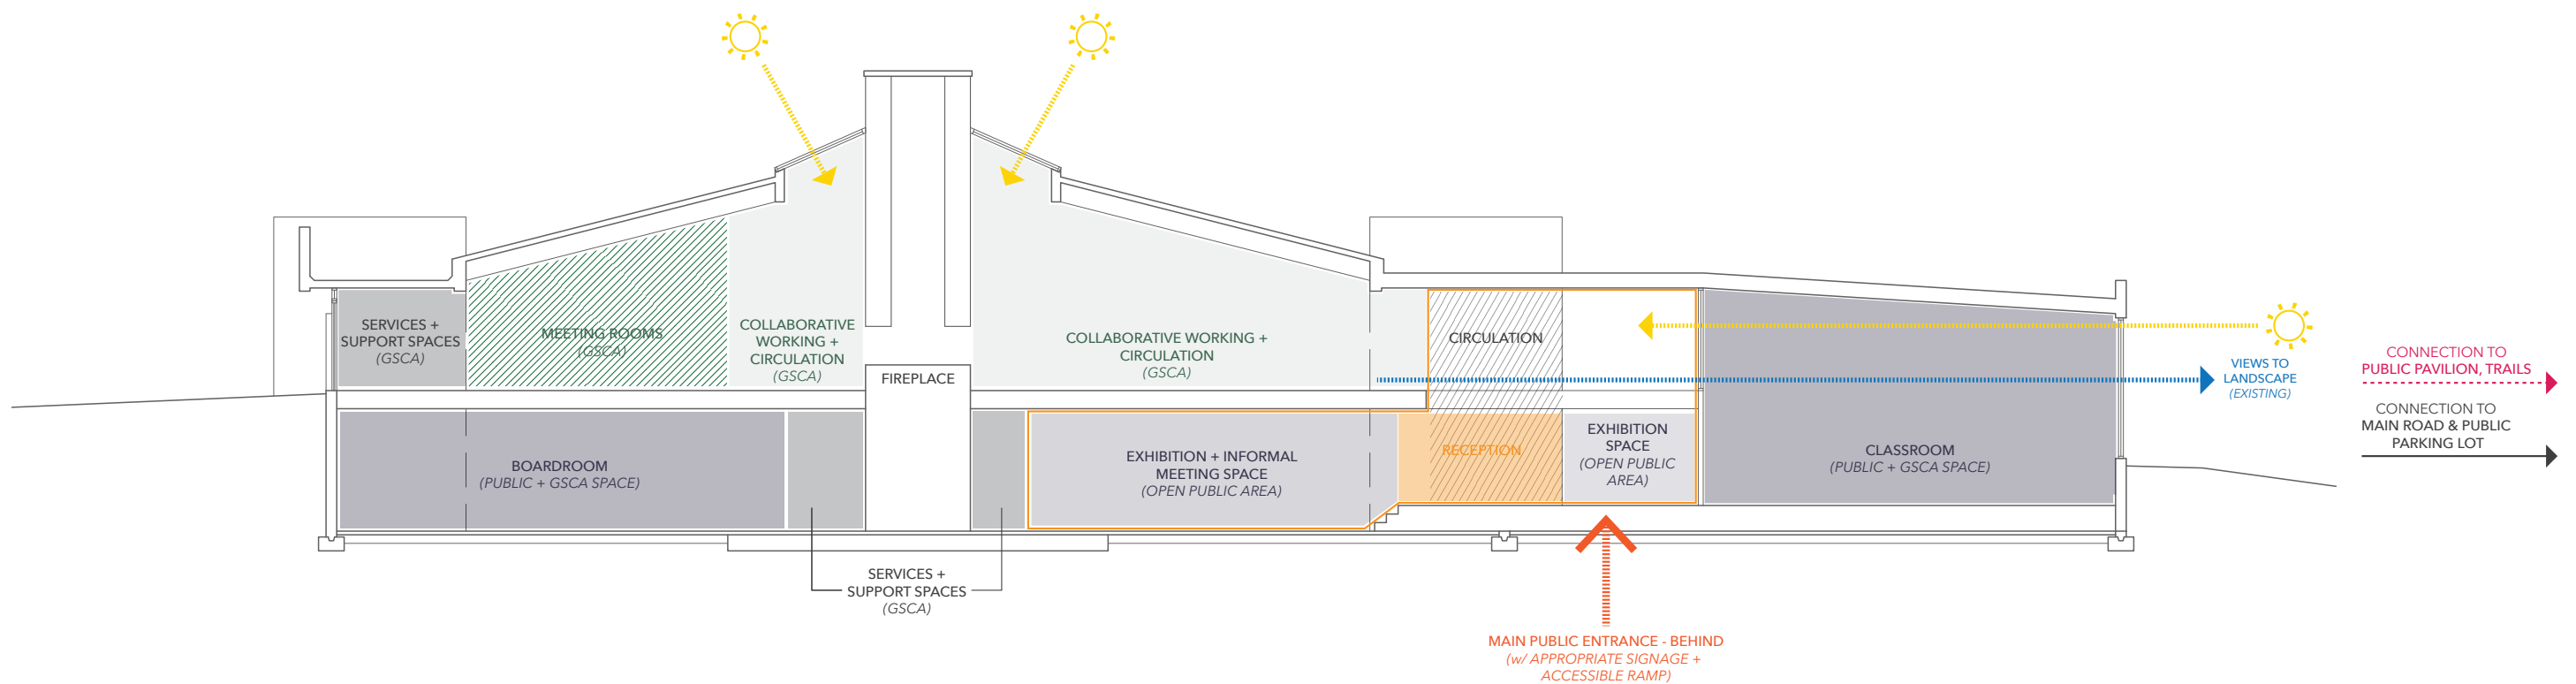 SERVICES +
SUPPORT SPACES
(GSCA)
MEETING ROOMS
(GSCA)
COLLABORATIVE
WORKING +
CIRCULATION
(GSCA)
FIREPLACE
COLLABORATIVE WORKING +
CIRCULATION
(GSCA)
CIRCULATION
VIEWS TO
LANDSCAPE
(EXISTING)
CONNECTION TO
PUBLIC PAVILION, TRAILS
CONNECTION TO
MAIN ROAD & PUBLIC
PARKING LOT
BOARDROOM
(PUBLIC + GSCA SPACE)
EXHIBITION + INFORMAL
MEETING SPACE
(OPEN PUBLIC AREA)
RECEPTION
EXHIBITION
SPACE
(OPEN PUBLIC
AREA)
CLASSROOM
(PUBLIC + GSCA SPACE)
SERVICES +
SUPPORT SPACES
(GSCA)
MAIN PUBLIC ENTRANCE - BEHIND
(w/ APPROPRIATE SIGNAGE +
ACCESSIBLE RAMP)